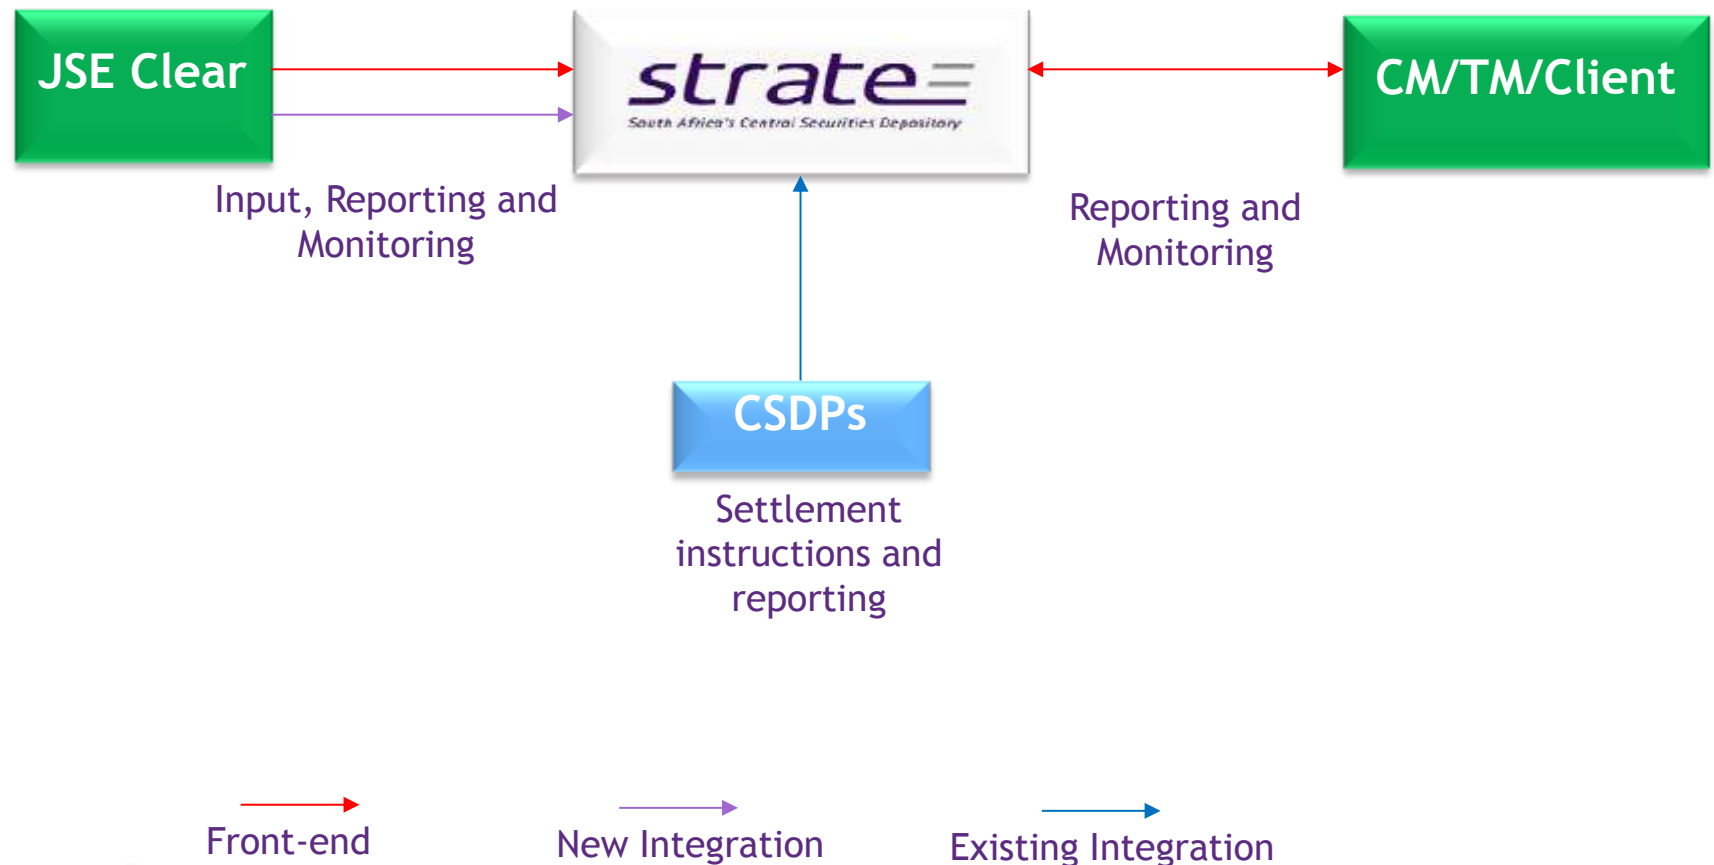 JSE Clear
strate
South Africa's Central Securities Depository
CM/TM/Client
Input, Reporting and
Monitoring
Reporting and
Monitoring
CSDPs
Settlement
instructions and
reporting
Front-end
New Integration
Existing Integration